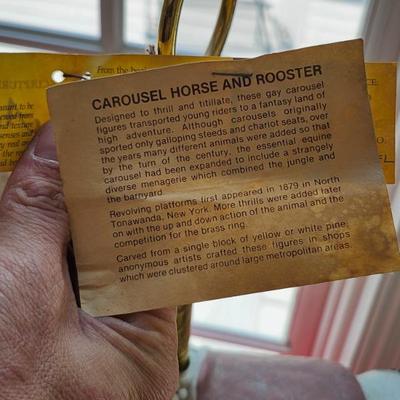 From the
CAROUSEL HORSE AND ROOSTER
Designed to thrill and titillate, these gay carousel
figures transported young riders to a fantasy land of
high adventure. Although carousels originally
sported only galloping steeds and chariot seats, over
the years many different animals were added so that
by the turn of the century, the essential equine
carousel had been expanded to include a strangely
diverse menagerie which combined the jungle and
the barnyard.
Revolving platforms first appeared in 1879 in North
Tonawanda, New York. More thrills were added later
on with the up and down action of the animal and the
competition for the brass ring.
Carved from a single block of yellow or white pine,
anonymous artists crafted these figures in shops
which were clustered around large metropolitan areas.